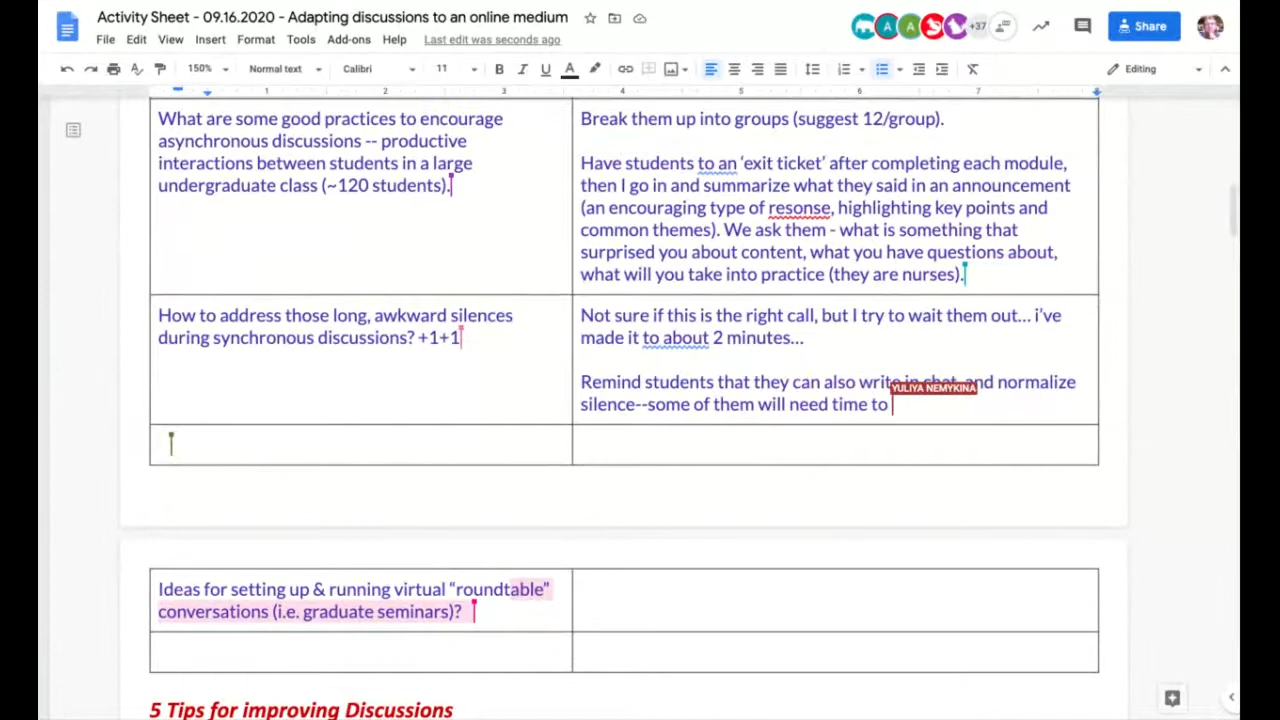 Activity Sheet - 09.16.2020 - Adapting discussions to an online medium
+37
Share
File Edit View Insert Format Tools Add-ons Help Last edit was seconds ago
150% Normal text Calibri 11 B I U A Editing
1 2 3 4 5 6 7
What are some good practices to encourage
asynchronous discussions -- productive
interactions between students in a large
undergraduate class (~120 students).
Break them up into groups (suggest 12/group).
Have students to an ‘exit ticket’ after completing each module,
then I go in and summarize what they said in an announcement
(an encouraging type of resonse, highlighting key points and
common themes). We ask them - what is something that
surprised you about content, what you have questions about,
what will you take into practice (they are nurses).
How to address those long, awkward silences
during synchronous discussions? +1+1
Not sure if this is the right call, but I try to wait them out... i’ve
made it to about 2 minutes...
Remind students that they can also write in chat, and normalize
YULIYA NEMYKINA
silence--some of them will need time to
Ideas for setting up & running virtual “roundtable”
conversations (i.e. graduate seminars)?
5 Tips for improving Discussions